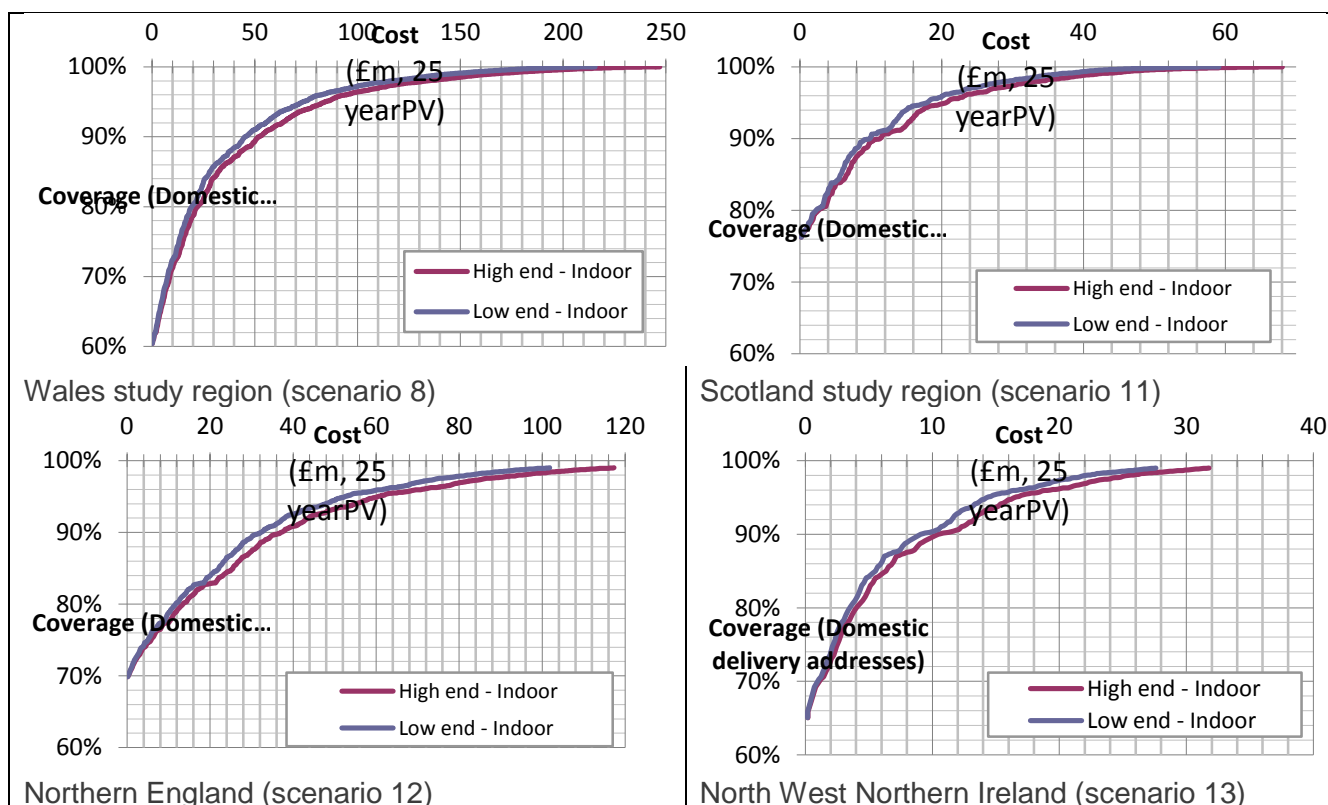 0 50 100 150 200 250
Cost
(£m, 25
yearPV)
100%
90%
80%
70%
60%
Coverage (Domestic...
High end - Indoor
Low end - Indoor
Wales study region (scenario 8)
0 20 40 60
Cost
(£m, 25
yearPV)
100%
90%
80%
70%
60%
Coverage (Domestic...
High end - Indoor
Low end - Indoor
Scotland study region (scenario 11)
0 20 40 60 80 100 120
Cost
(£m, 25
yearPV)
100%
90%
80%
70%
60%
Coverage (Domestic...
High end - Indoor
Low end - Indoor
Northern England (scenario 12)
0 10 20 30 40
Cost
(£m, 25
yearPV)
100%
90%
80%
70%
60%
Coverage (Domestic
delivery addresses)
High end - Indoor
Low end - Indoor
North West Northern Ireland (scenario 13)